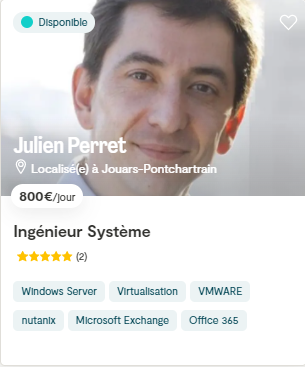 Disponible
Julien Perret
Localisé(e) à Jouars-Pontchartrain
800€/jour
Ingénieur Système
(2)
Windows Server Virtualisation VMWARE
nutanix Microsoft Exchange Office 365